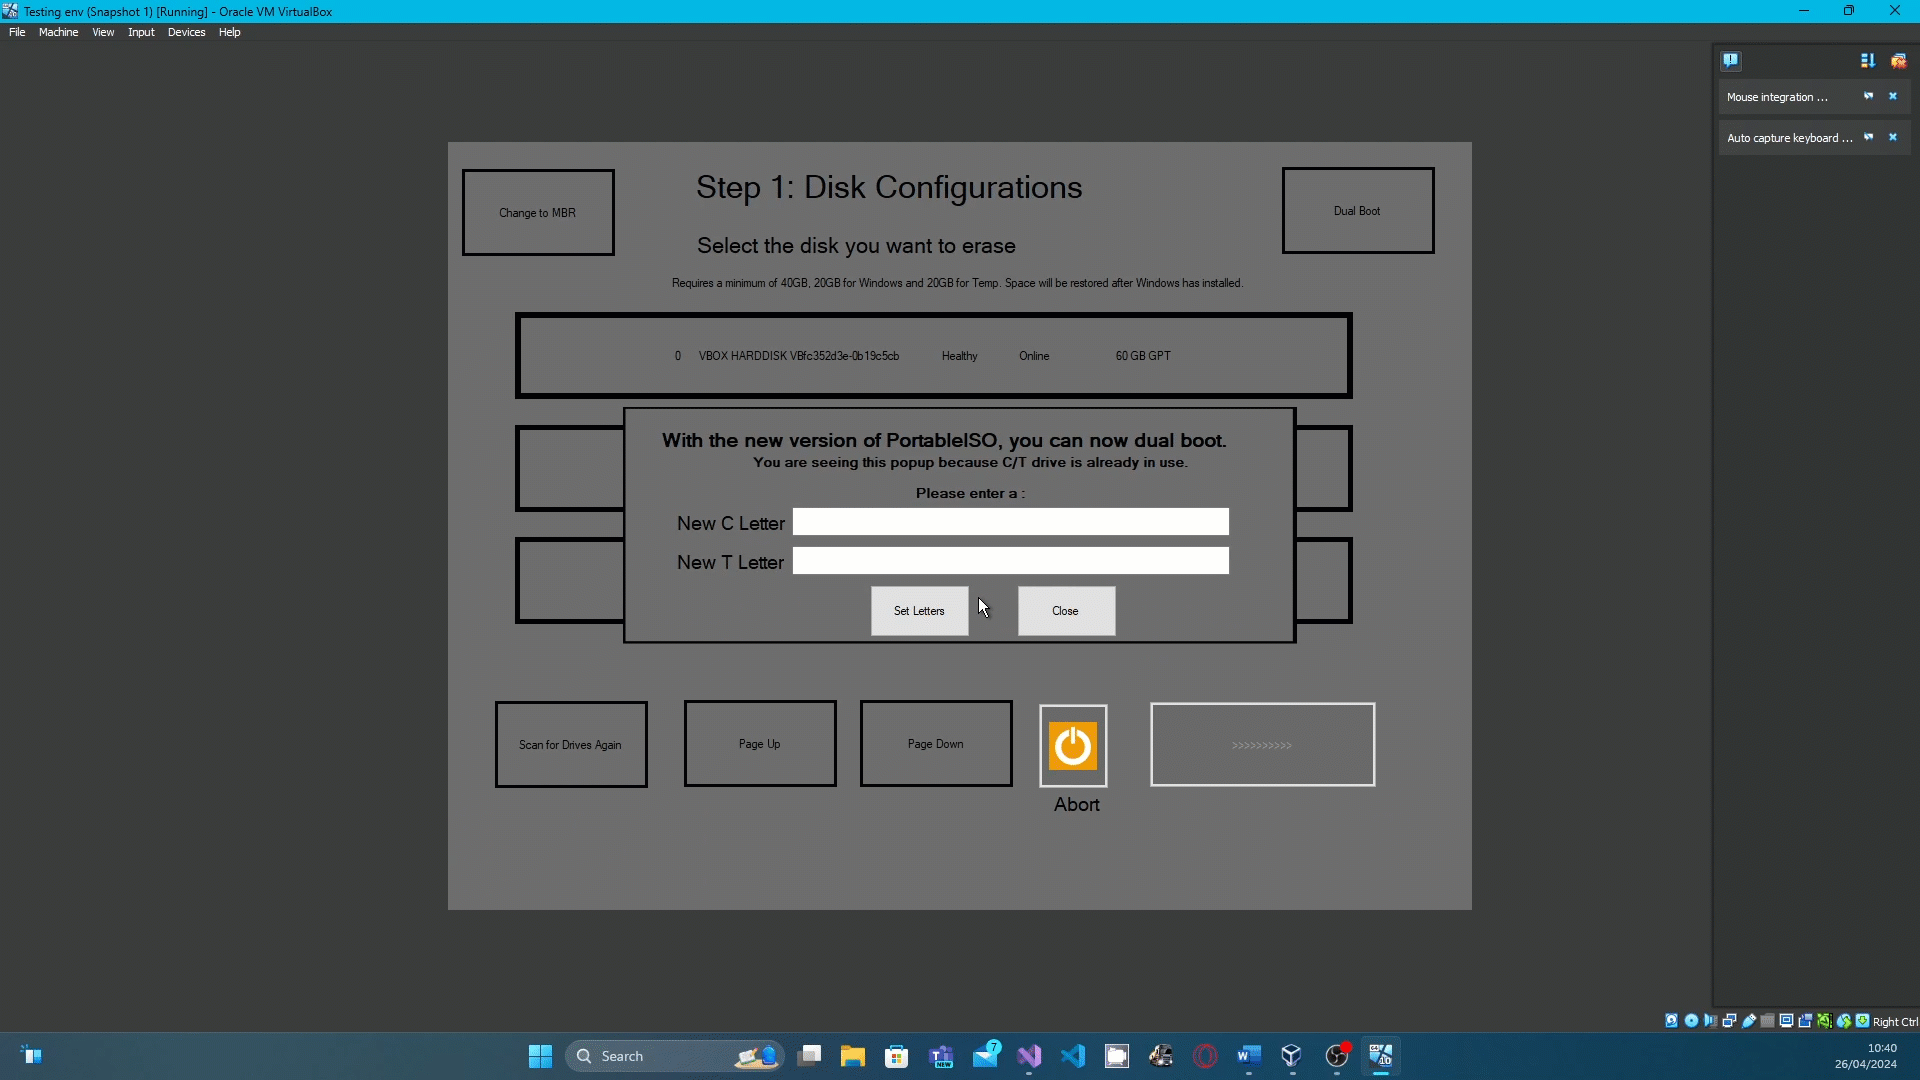 Testing env (Snapshot 1) [Running] - Oracle VM VirtualBox
File Machine View Input Devices Help
Mouse integration ...
Auto capture keyboard ...
Change to MBR
Step 1: Disk Configurations
Dual Boot
Select the disk you want to erase
Requires a minimum of 40GB, 20GB for Windows and 20GB for Temp. Space will be restored after Windows has installed.
0 VBOX HARDDISK VBfc352d3e-0b19c5cb Healthy Online 60 GB GPT
With the new version of PortableISO, you can now dual boot.
You are seeing this popup because C/T drive is already in use.
Please enter a :
New C Letter
New T Letter
Set Letters Close
Scan for Drives Again Page Up Page Down >>>>>>>>>>
Abort
Right Ctrl
Search
NEW
7
10:40
26/04/2024